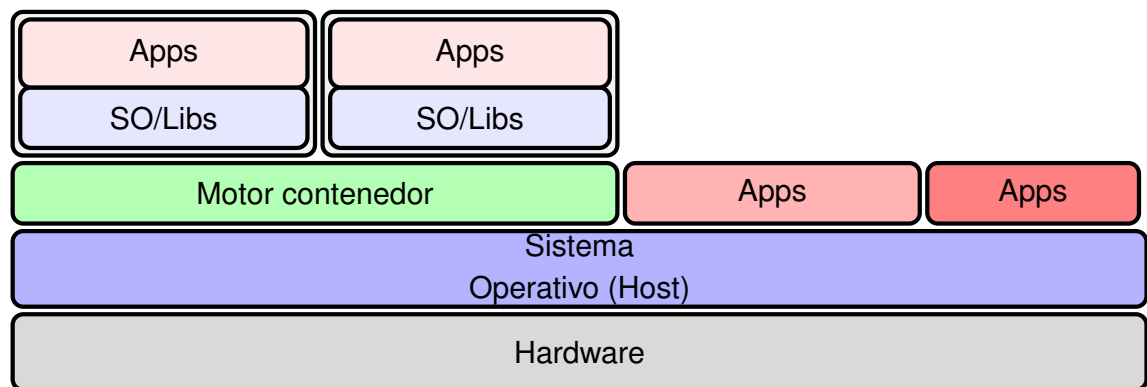 Apps
Apps
SO/Libs
SO/Libs
Motor contenedor
Apps
Apps
Sistema
Operativo (Host)
Hardware